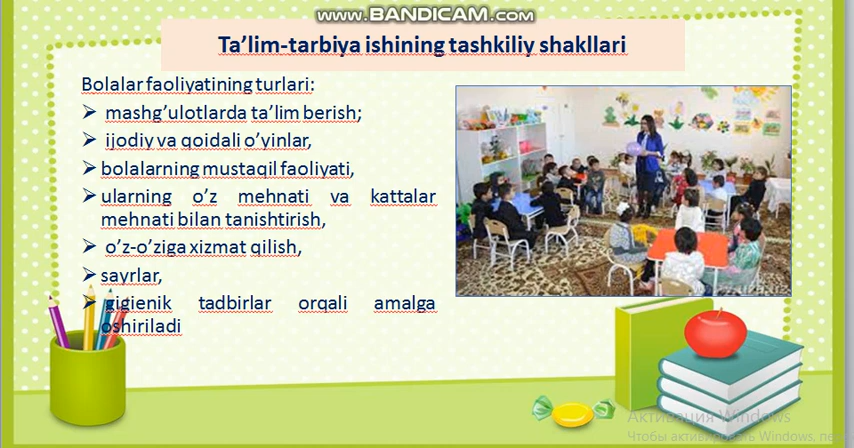 www.BANDICAM.com
Ta’lim-tarbiya ishining tashkiliy shakllari
Bolalar faoliyatining turlari:
➢ mashg’ulotlarda ta’lim berish;
➢ ijodiy va qoidali o’yinlar,
➢ bolalarning mustaqil faoliyati,
➢ ularning o’z mehnati va kattalar
mehnati bilan tanishtirish,
➢ o’z-o’ziga xizmat qilish,
➢ sayrlar,
➢ gigienik tadbirlar orqali amalga
oshiriladi
Активация Windows
Чтобы активировать Windows,